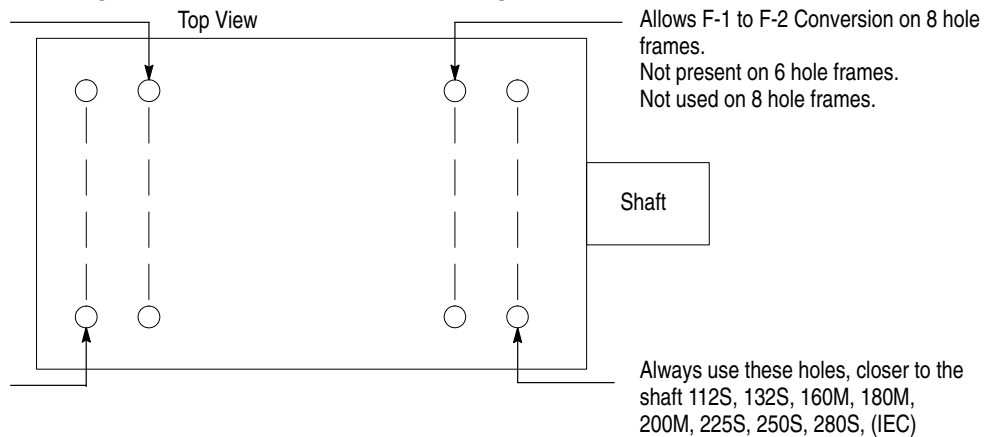 Top View
Allows F-1 to F-2 Conversion on 8 hole
frames.
Not present on 6 hole frames.
Not used on 8 hole frames.
Shaft
Always use these holes, closer to the
shaft 112S, 132S, 160M, 180M,
200M, 225S, 250S, 280S, (IEC)